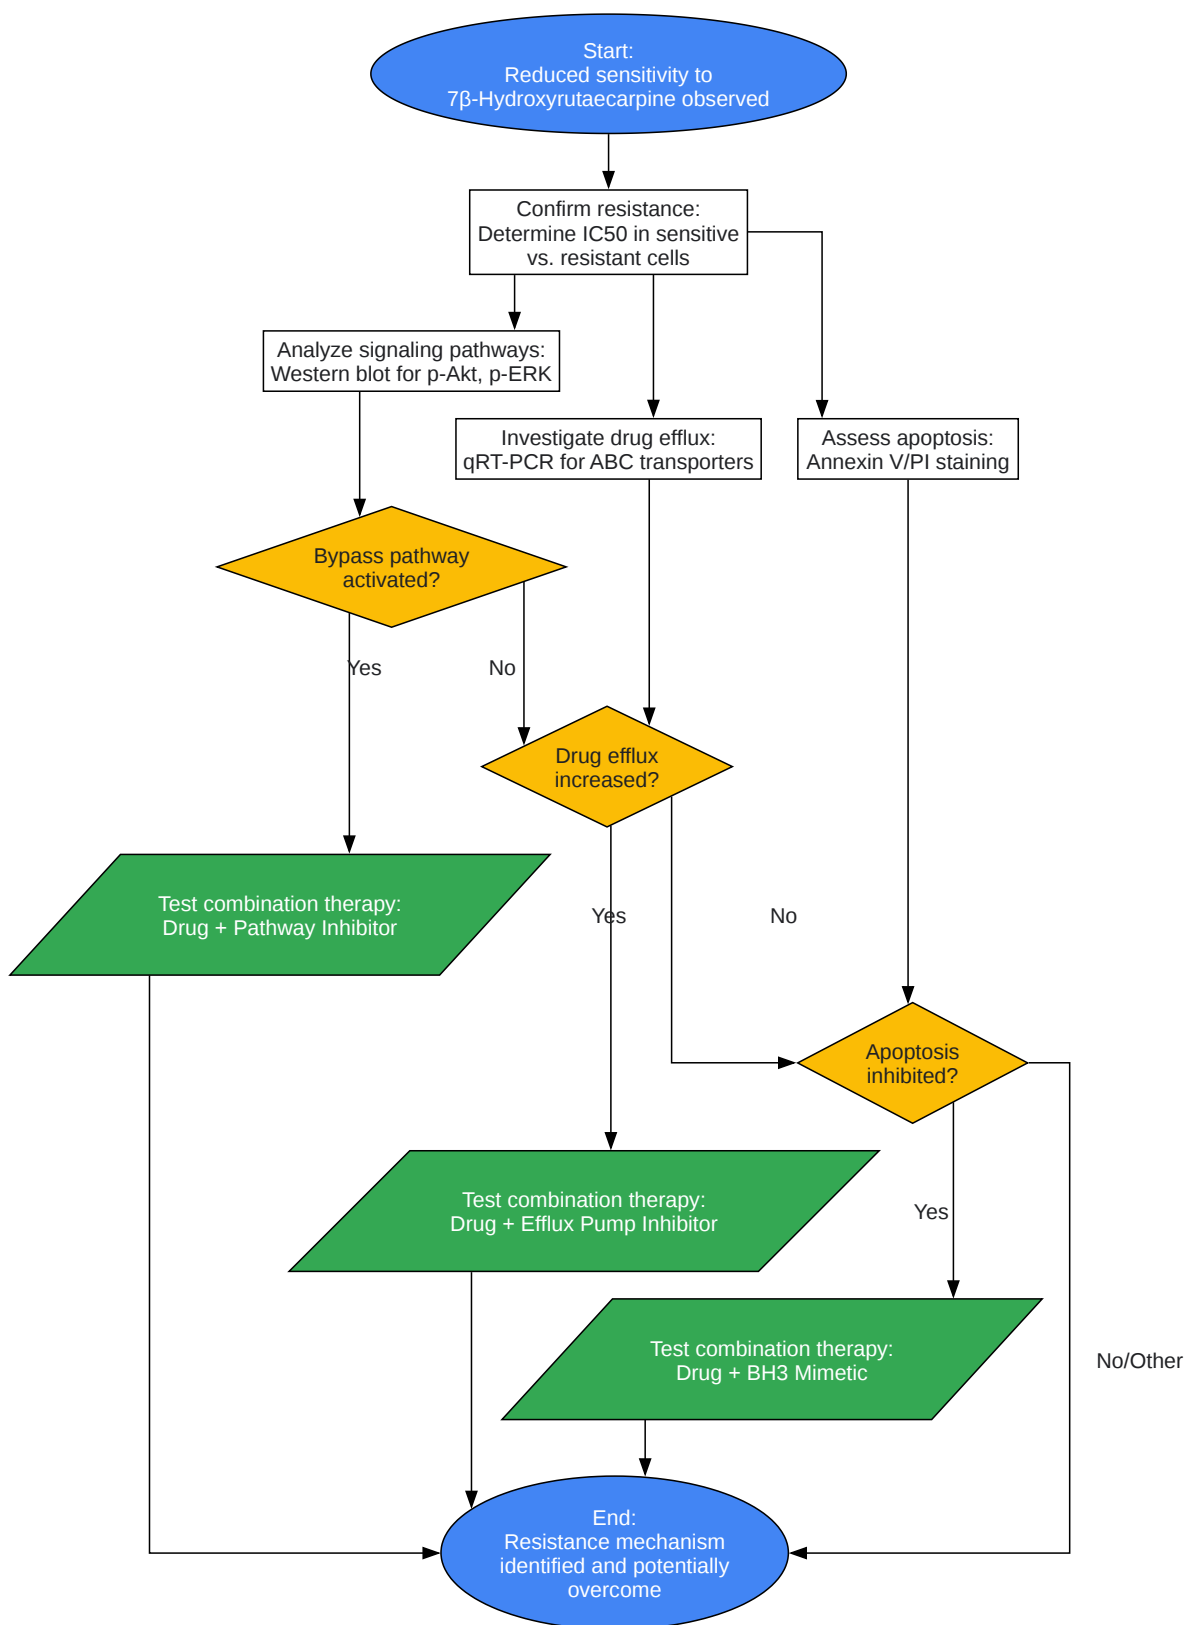 Start:
Reduced sensitivity to
7β-Hydroxyrutaecarpine observed
Confirm resistance:
Determine IC50 in sensitive
vs. resistant cells
Analyze signaling pathways:
Western blot for p-Akt, p-ERK
Investigate drug efflux:
qRT-PCR for ABC transporters
Assess apoptosis:
Annexin V/PI staining
Bypass pathway
activated?
Yes
No
Drug efflux
increased?
Test combination therapy:
Drug + Pathway Inhibitor
Yes
No
Apoptosis
inhibited?
Test combination therapy:
Drug + Efflux Pump Inhibitor
Yes
Test combination therapy:
Drug + BH3 Mimetic
No/Other
End:
Resistance mechanism
identified and potentially
overcome